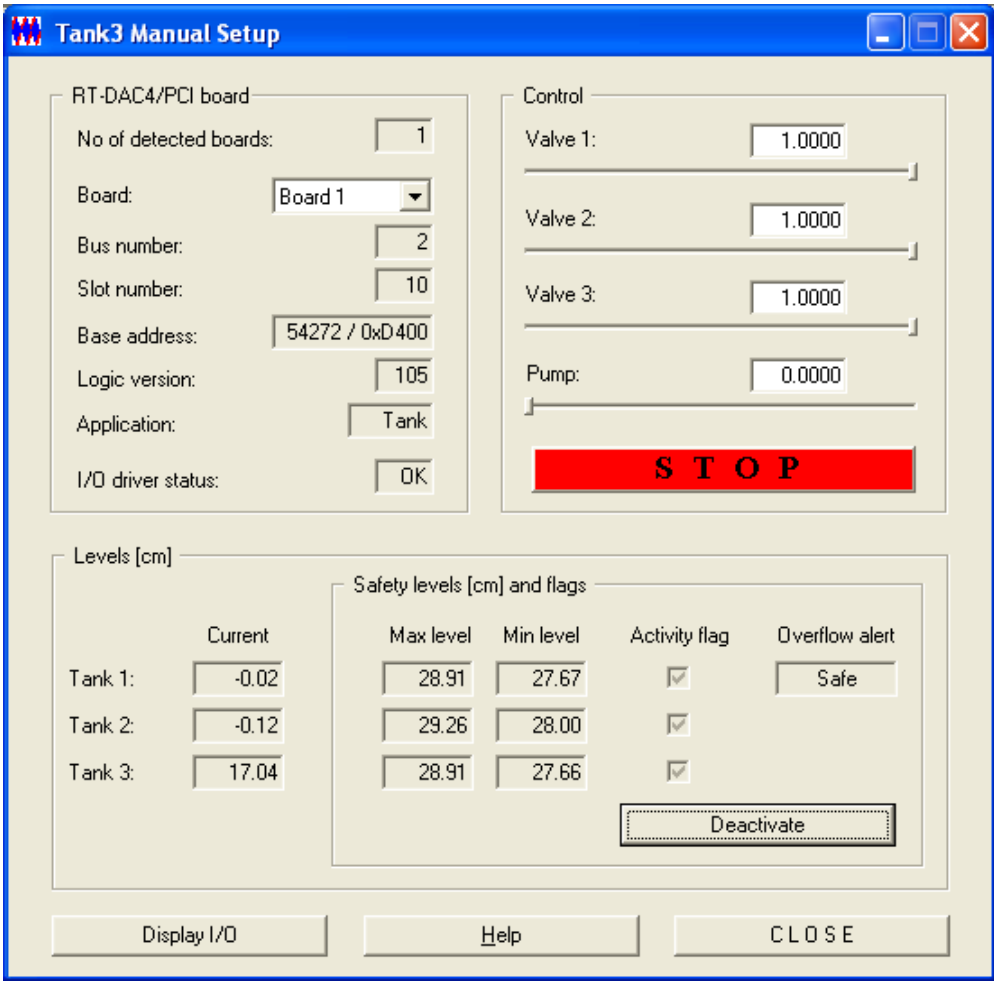 Tank3 Manual Setup
RT-DAC4/PCI board
No of detected boards: 1
Board: Board 1
Bus number: 2
Slot number: 10
Base address: 54272 / 0xD400
Logic version: 105
Application: Tank
I/O driver status: OK
Control
Valve 1: 1.0000
Valve 2: 1.0000
Valve 3: 1.0000
Pump: 0.0000
S T O P
Levels [cm]
Safety levels [cm] and flags
Current Max level Min level Activity flag Overflow alert
Tank 1: -0.02 28.91 27.67 Safe
Tank 2: -0.12 29.26 28.00
Tank 3: 17.04 28.91 27.66
Deactivate
Display I/O Help C L O S E